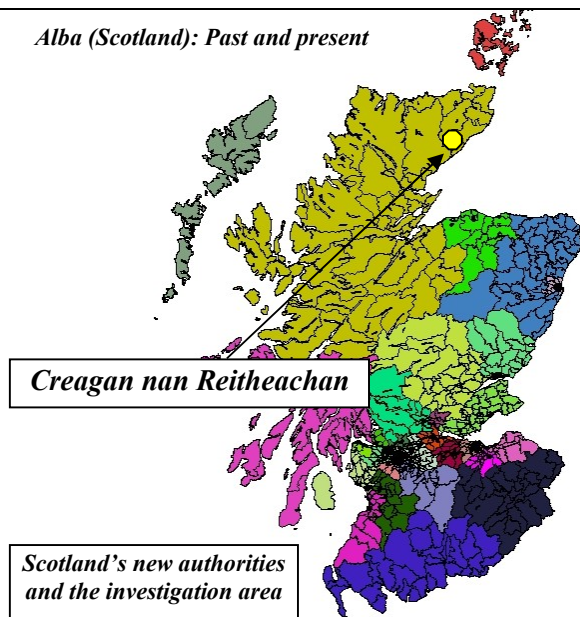 Alba (Scotland): Past and present
Creagan nan Reitheachan
Scotland's new authorities
and the investigation area